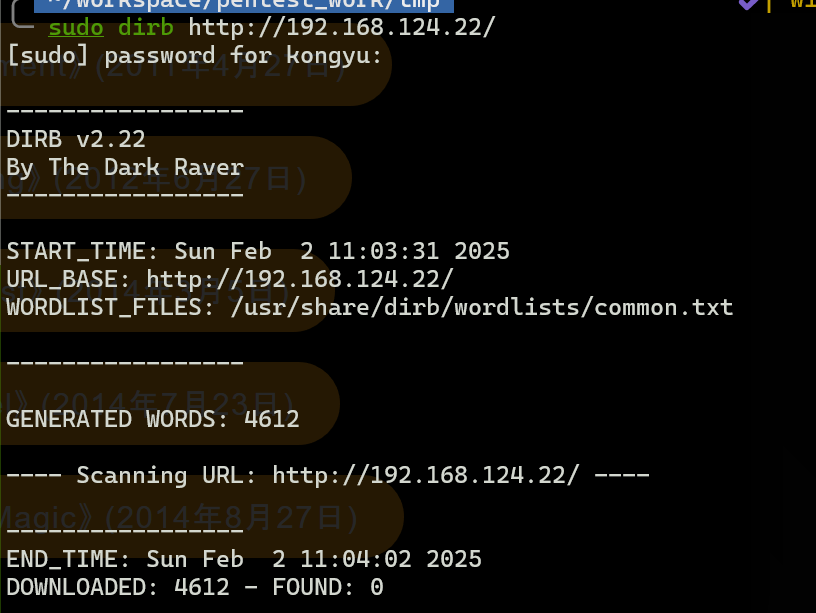 ~/workspace/pentest_work/tmp
sudo dirb http://192.168.124.22/
[sudo] password for kongyu:
ment》(2011年4月27日)
-----------------
DIRB v2.22
By The Dark Raver
ng》(2012年6月27日)
-----------------
START_TIME: Sun Feb  2 11:03:31 2025
URL_BASE: http://192.168.124.22/
WORDLIST_FILES: /usr/share/dirb/wordlists/common.txt
-----------------
》(2014年7月23日)
GENERATED WORDS: 4612
---- Scanning URL: http://192.168.124.22/ ----
Magic》(2014年8月27日)
-----------------
END_TIME: Sun Feb  2 11:04:02 2025
DOWNLOADED: 4612 - FOUND: 0